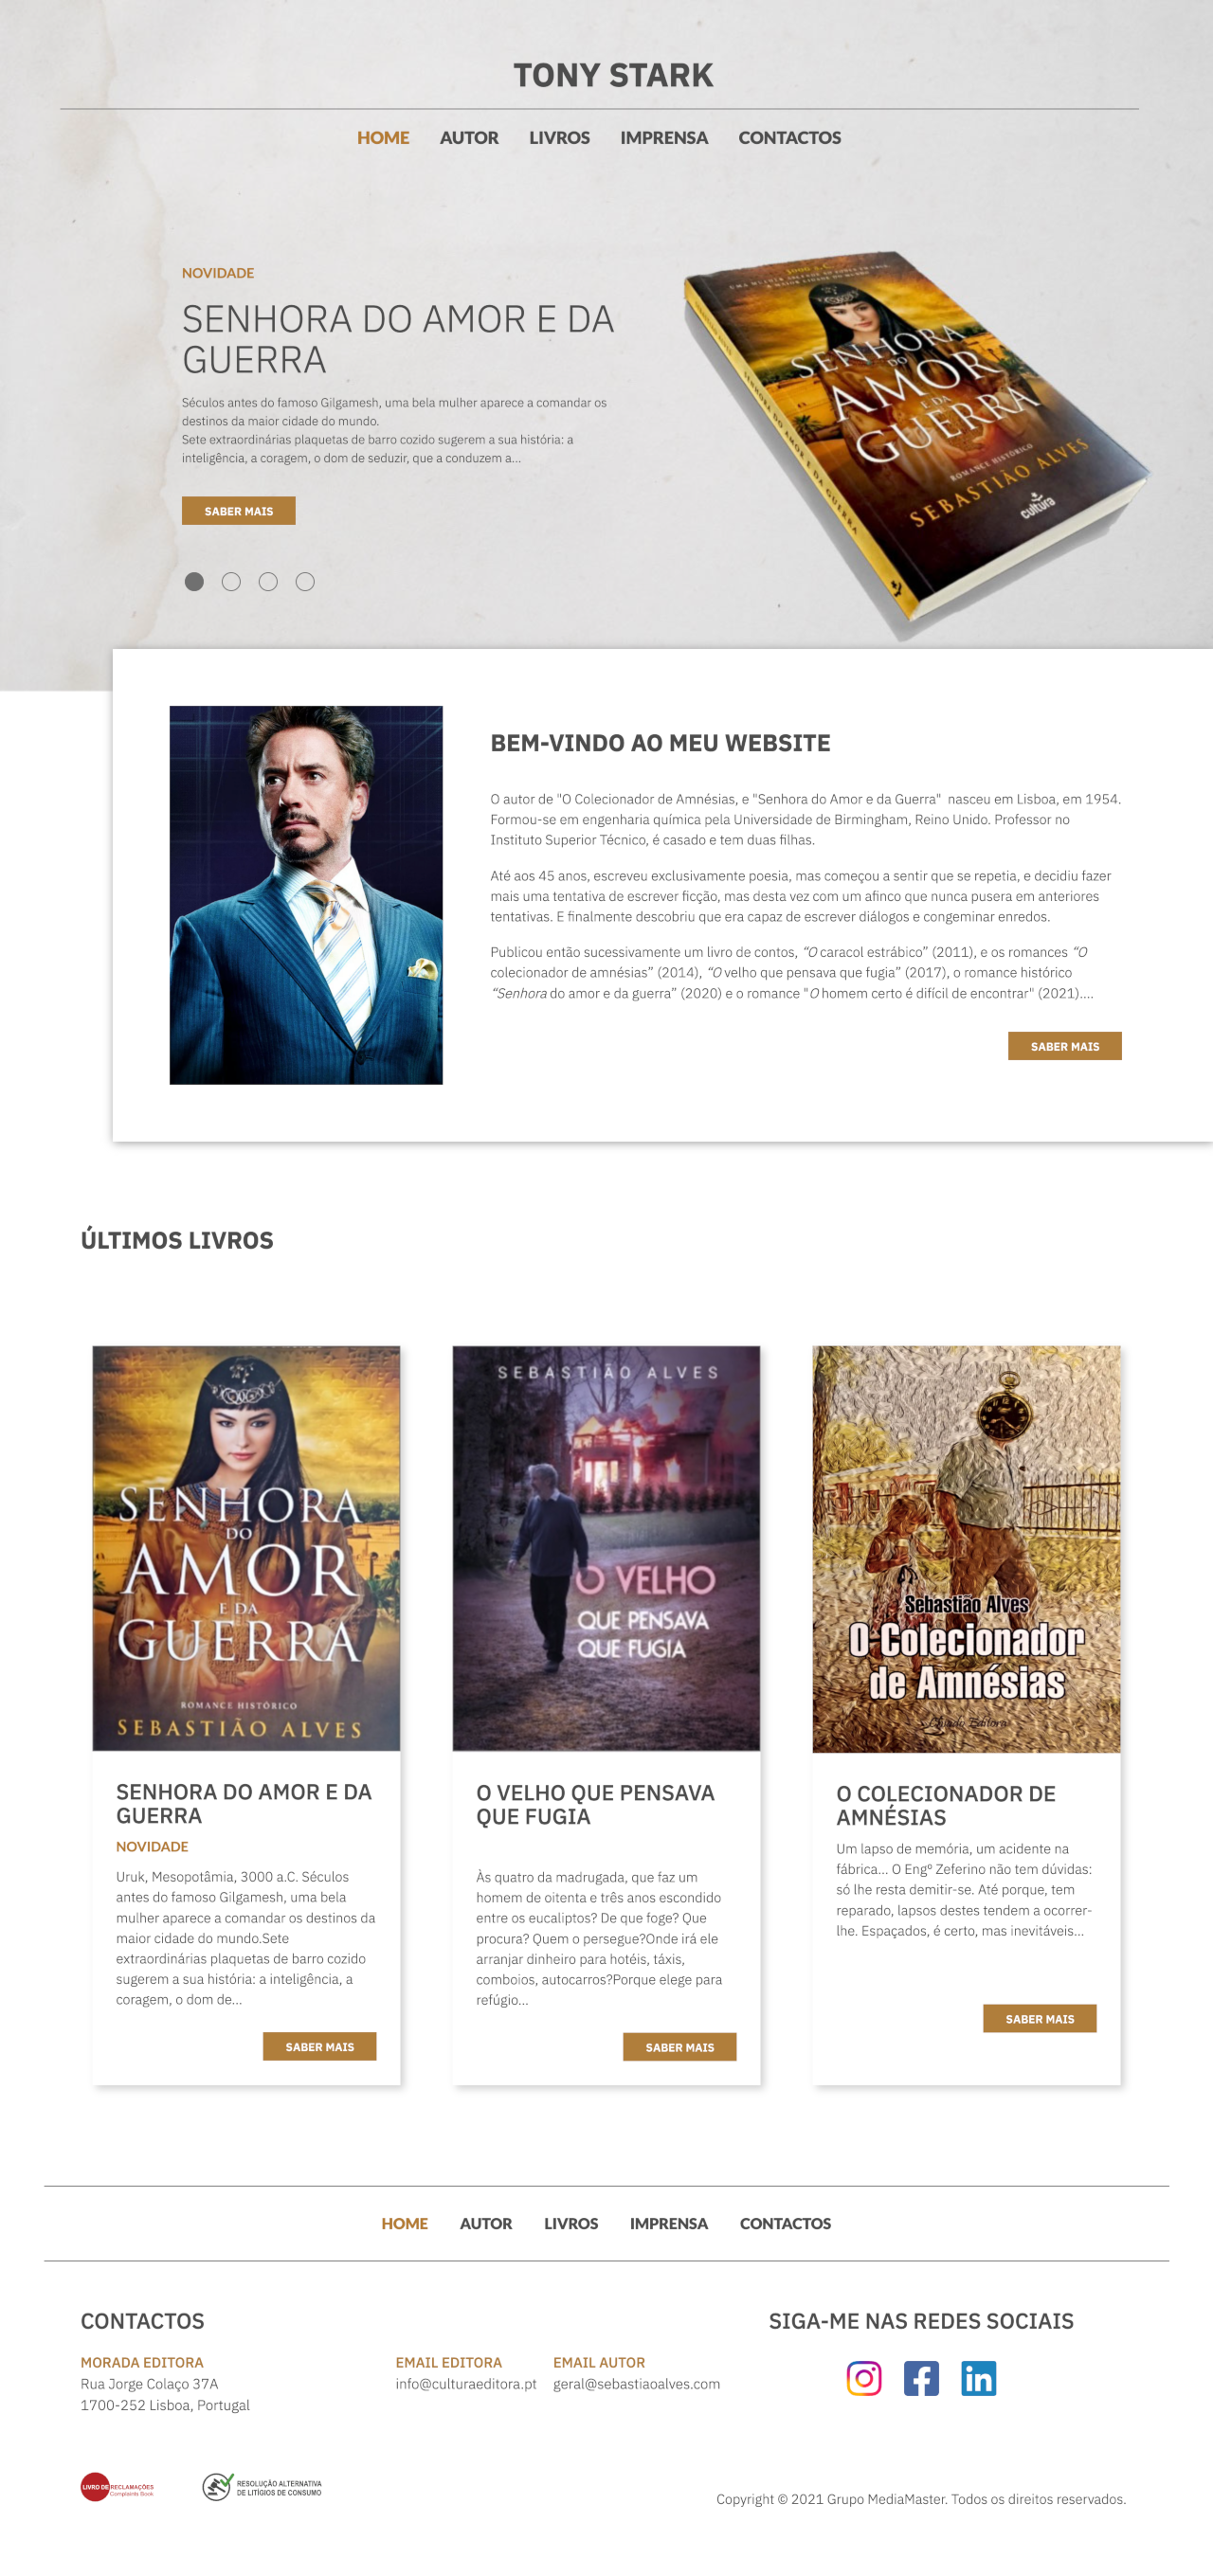 TONY STARK
HOME AUTOR LIVROS IMPRENSA CONTACTOS
NOVIDADE
SENHORA DO AMOR E DA
GUERRA
Séculos antes do famoso Gilgamesh, uma bela mulher aparece a comandar os
destinos da maior cidade do mundo.
Sete extraordinárias plaquetas de barro cozido sugerem a sua história: a
inteligência, a coragem, o dom de seduzir, que a conduzem a...
SABER MAIS
3000 a.C.
SENHORA
DO
AMOR
E DA
GUERRA
ROMANCE HISTÓRICO
SEBASTIÃO ALVES
cultura
SENHORA DO AMOR E DA GUERRA
BEM-VINDO AO MEU WEBSITE
O autor de "O Colecionador de Amnésias, e "Senhora do Amor e da Guerra" nasceu em Lisboa, em 1954.
Formou-se em engenharia química pela Universidade de Birmingham, Reino Unido. Professor no
Instituto Superior Técnico, é casado e tem duas filhas.
Até aos 45 anos, escreveu exclusivamente poesia, mas começou a sentir que se repetia, e decidiu fazer
mais uma tentativa de escrever ficção, mas desta vez com um afinco que nunca pusera em anteriores
tentativas. E finalmente descobriu que era capaz de escrever diálogos e congeminar enredos.
Publicou então sucessivamente um livro de contos, “O caracol estrábico” (2011), e os romances “O
colecionador de amnésias” (2014), “O velho que pensava que fugia” (2017), o romance histórico
“Senhora do amor e da guerra” (2020) e o romance "O homem certo é difícil de encontrar" (2021)....
SABER MAIS
ÚLTIMOS LIVROS
SENHORA
DO
AMOR
E DA
GUERRA
ROMANCE HISTÓRICO
SEBASTIÃO ALVES
SENHORA DO AMOR E DA
GUERRA
NOVIDADE
Uruk, Mesopotâmia, 3000 a.C. Séculos
antes do famoso Gilgamesh, uma bela
mulher aparece a comandar os destinos da
maior cidade do mundo.Sete
extraordinárias plaquetas de barro cozido
sugerem a sua história: a inteligência, a
coragem, o dom de...
SABER MAIS
SEBASTIÃO ALVES
O VELHO
QUE PENSAVA
QUE FUGIA
O VELHO QUE PENSAVA
QUE FUGIA
Às quatro da madrugada, que faz um
homem de oitenta e três anos escondido
entre os eucaliptos? De que foge? Que
procura? Quem o persegue?Onde irá ele
arranjar dinheiro para hotéis, táxis,
comboios, autocarros?Porque elege para
refúgio...
SABER MAIS
Sebastião Alves
O Colecionador
de Amnésias
Chiado Editora
O COLECIONADOR DE
AMNÉSIAS
Um lapso de memória, um acidente na
fábrica... O Engº Zeferino não tem dúvidas:
só lhe resta demitir-se. Até porque, tem
reparado, lapsos destes tendem a ocorrer-
lhe. Espaçados, é certo, mas inevitáveis...
SABER MAIS
HOME AUTOR LIVROS IMPRENSA CONTACTOS
CONTACTOS
MORADA EDITORA
Rua Jorge Colaço 37A
1700-252 Lisboa, Portugal
EMAIL EDITORA
info@culturaeditora.pt
EMAIL AUTOR
geral@sebastiaoalves.com
SIGA-ME NAS REDES SOCIAIS
in
LIVRO DE RECLAMAÇÕES
Complaints Book
RESOLUÇÃO ALTERNATIVA
DE LITÍGIOS DE CONSUMO
Copyright © 2021 Grupo MediaMaster. Todos os direitos reservados.